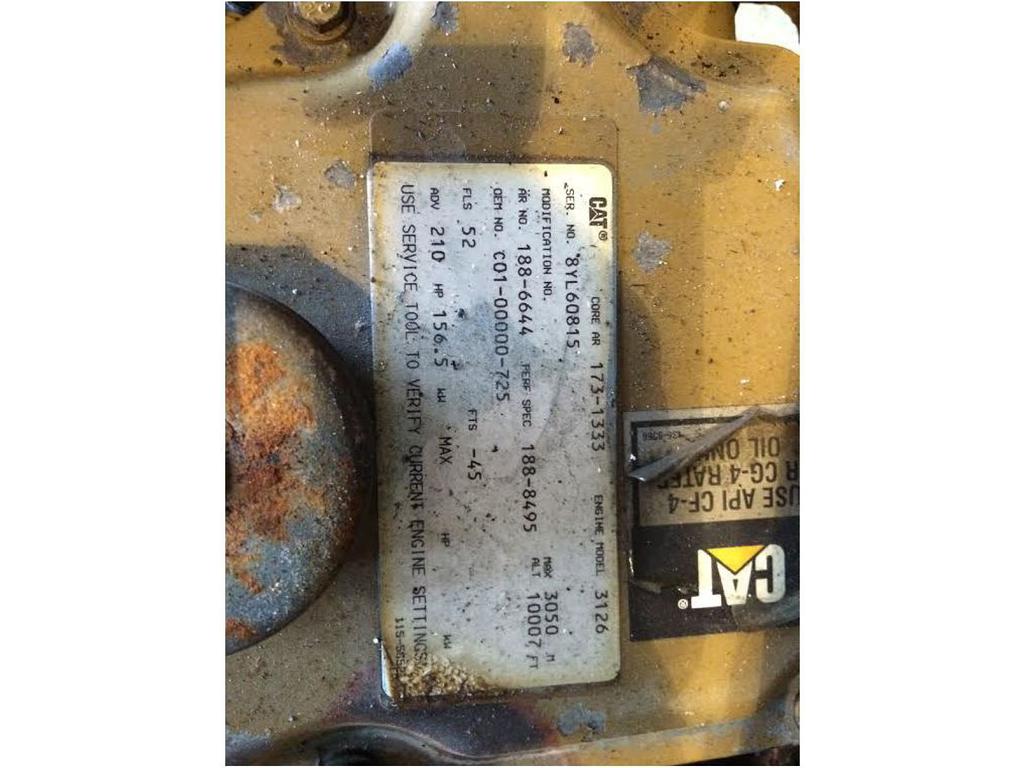 CAT®
CORE AR 173-1333 ENGINE MODEL 3126
SER. NO. 8YL60815
MODIFICATION NO. MAX 3050 M
ALT 10007 FT
AR NO. 188-6644 PERF SPEC 188-8495
OEM NO. C01-00000-725
FLS 52 FTS -45
ADV 210 HP 156.5 kW MAX HP kW
USE SERVICE TOOL TO VERIFY CURRENT ENGINE SETTINGS
CAT®
USE API CF-4
CG-4 RATED
OIL ONLY